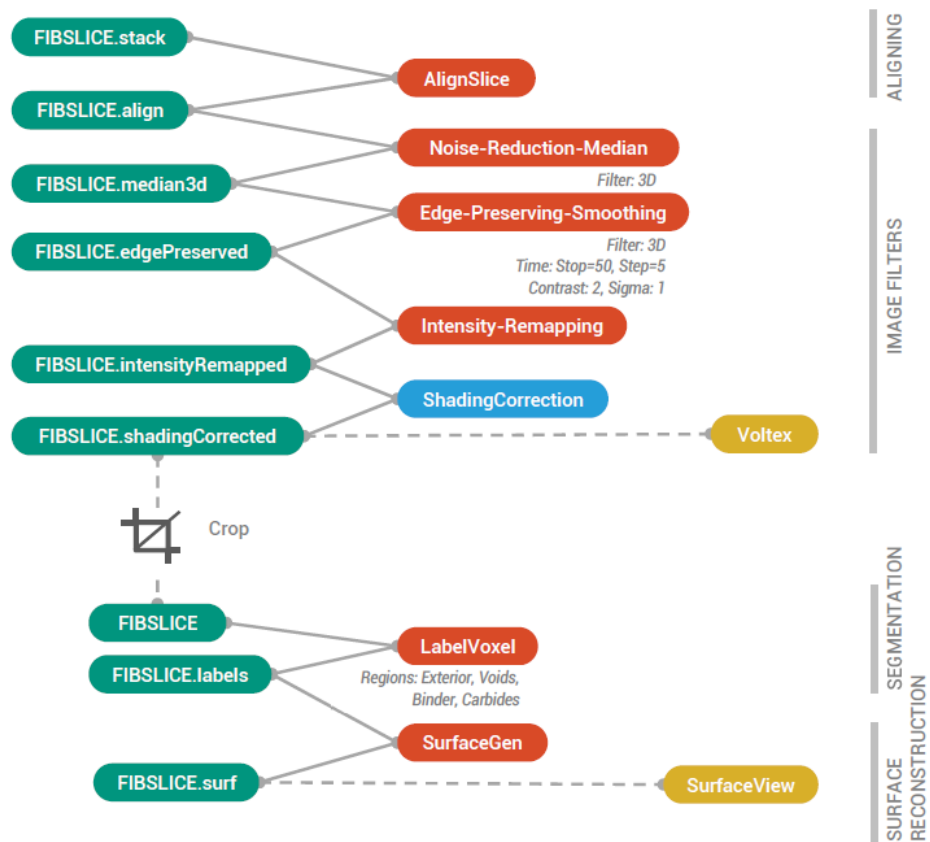 FIBSLICE.stack
AlignSlice
ALIGNING
FIBSLICE.align
Noise-Reduction-Median
Filter: 3D
FIBSLICE.median3d
Edge-Preserving-Smoothing
Filter: 3D
Time: Stop=50, Step=5
Contrast: 2, Sigma: 1
FIBSLICE.edgePreserved
IMAGE FILTERS
Intensity-Remapping
FIBSLICE.intensityRemapped
ShadingCorrection
FIBSLICE.shadingCorrected
Voltex
Crop
FIBSLICE
LabelVoxel
Regions: Exterior, Voids,
Binder, Carbides
FIBSLICE.labels
SEGMENTATION
SurfaceGen
FIBSLICE.surf
SurfaceView
SURFACE
RECONSTRUCTION